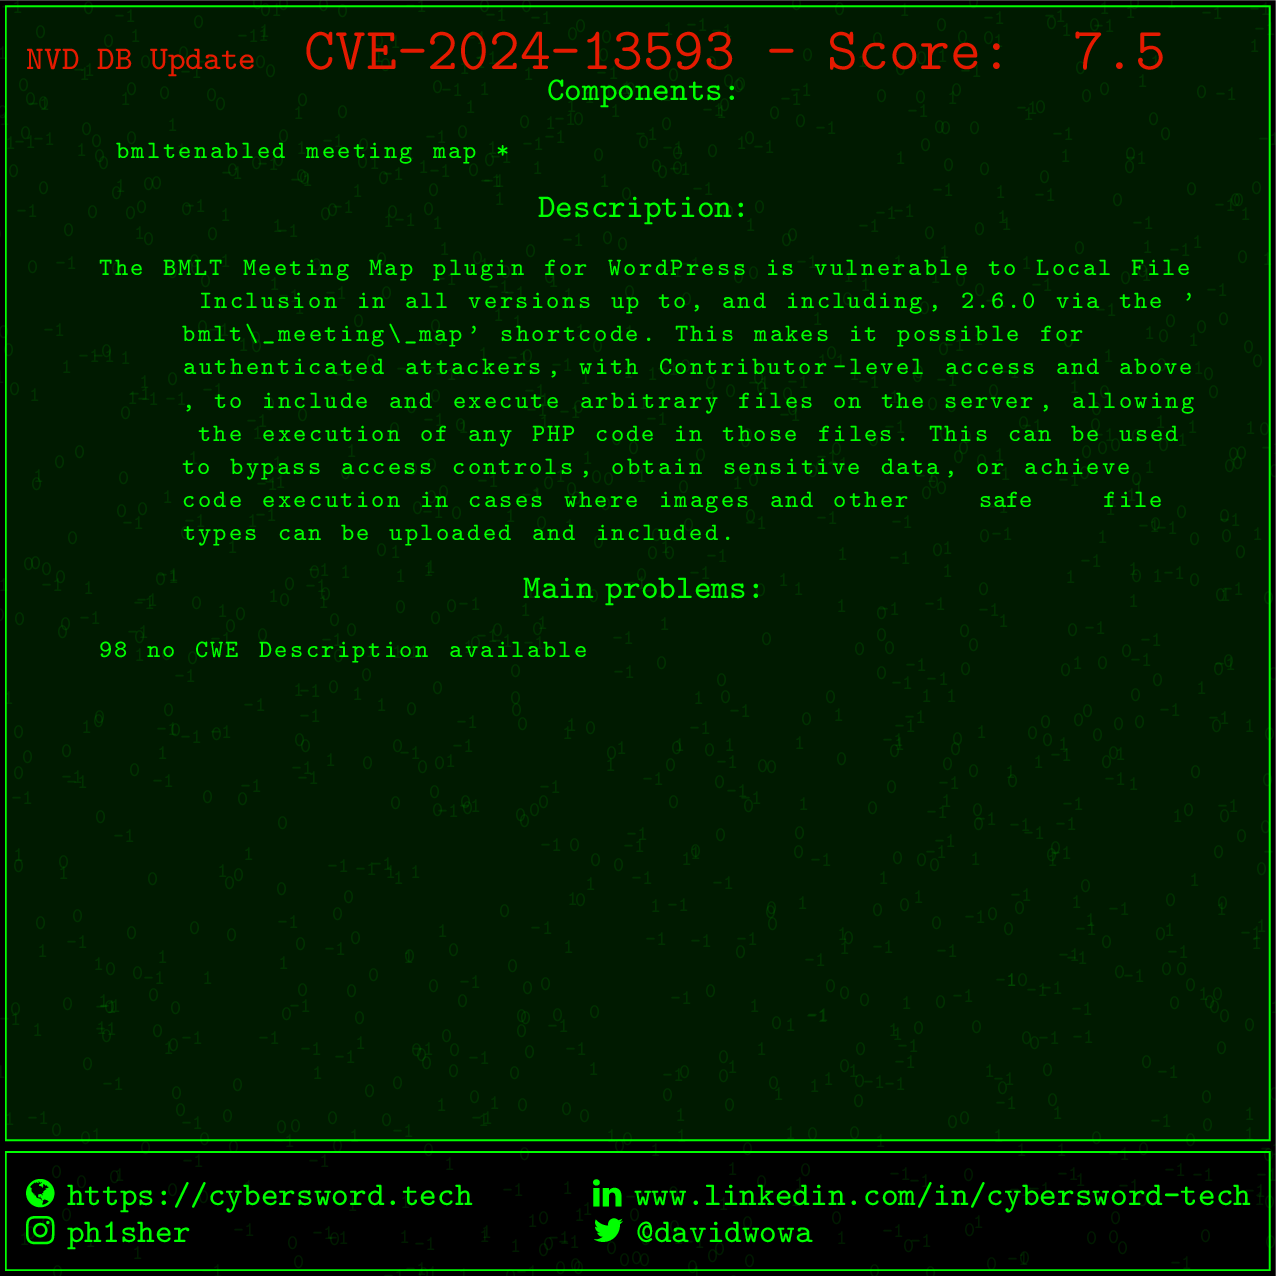 NVD DB Update CVE-2024-13593 - Score: 7.5
Components:
bmltenabled meeting map *
Description:
The BMLT Meeting Map plugin for WordPress is vulnerable to Local File
Inclusion in all versions up to, and including, 2.6.0 via the '
bmlt\_meeting\_map' shortcode. This makes it possible for
authenticated attackers, with Contributor-level access and above
, to include and execute arbitrary files on the server, allowing
the execution of any PHP code in those files. This can be used
to bypass access controls, obtain sensitive data, or achieve
code execution in cases where images and other safe file
types can be uploaded and included.
Main problems:
98 no CWE Description available
https://cybersword.tech
www.linkedin.com/in/cybersword-tech
ph1sher
@davidwowa